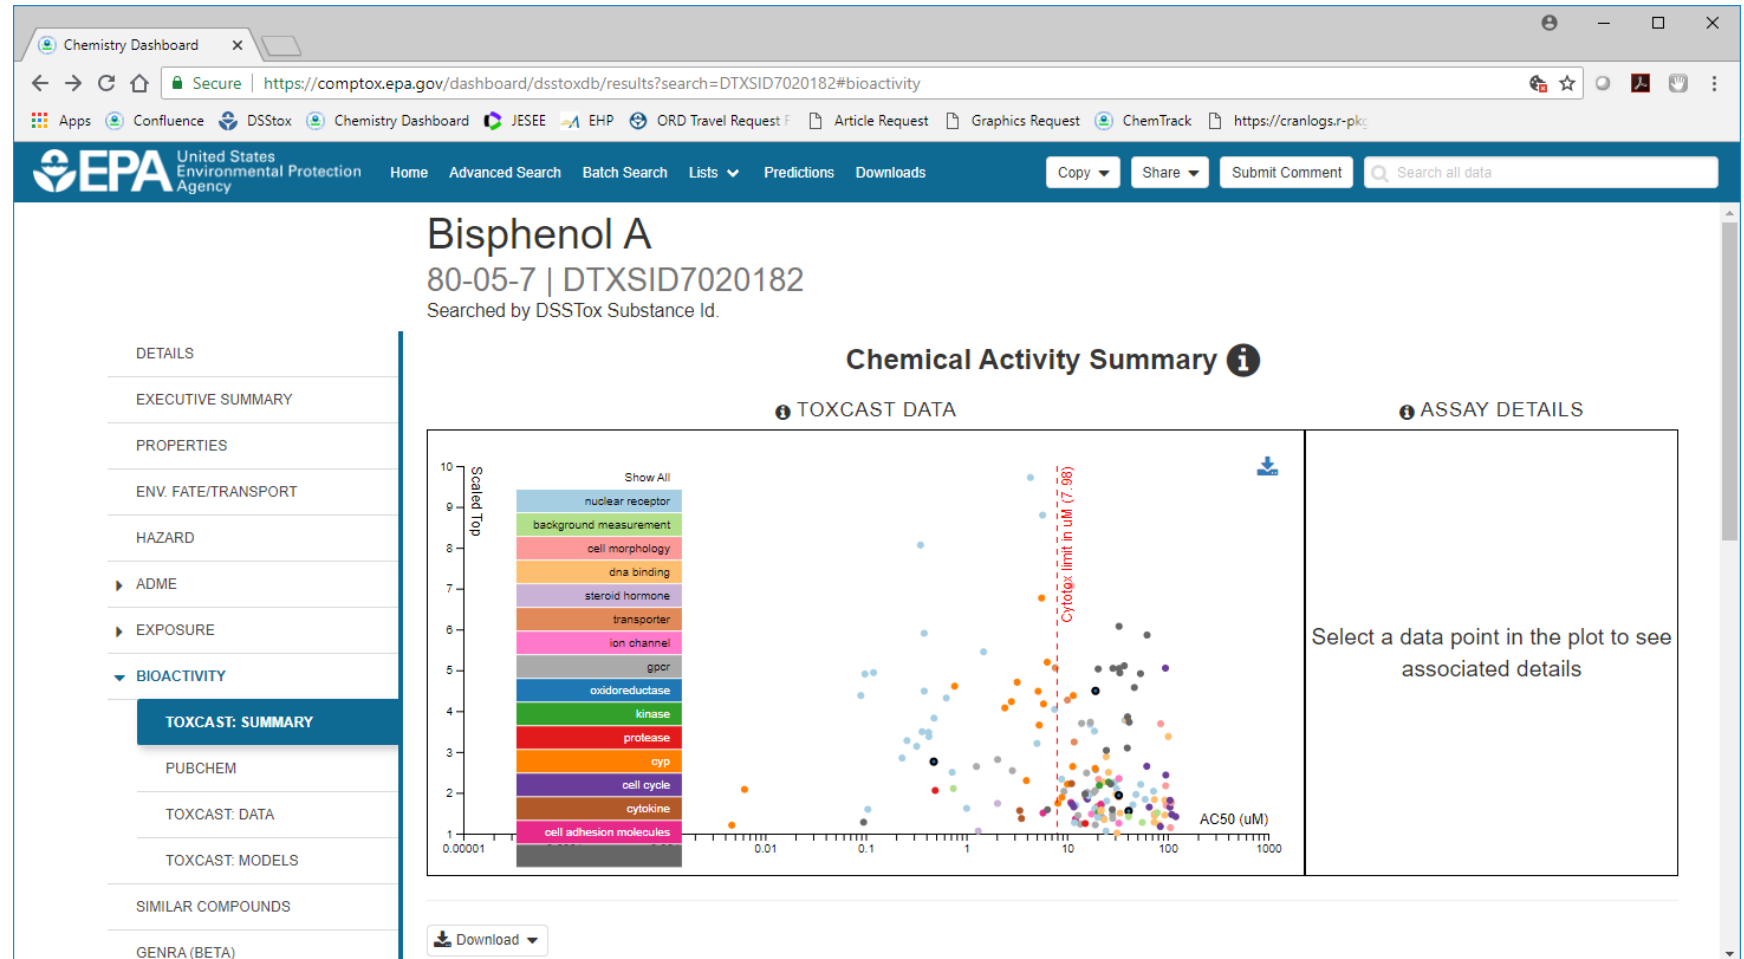 Chemistry Dashboard
Secure | https://comptox.epa.gov/dashboard/dsstoxdb/results?search=DTXSID7020182#bioactivity
Apps Confluence DSStox Chemistry Dashboard JESEE EHP ORD Travel Request F Article Request Graphics Request ChemTrack https://cranlogs.r-pkg
EPA United States
Environmental Protection
Agency
Home Advanced Search Batch Search Lists Predictions Downloads Copy Share Submit Comment Search all data
Bisphenol A
80-05-7 | DTXSID7020182
Searched by DSSTox Substance Id.
DETAILS
EXECUTIVE SUMMARY
PROPERTIES
ENV. FATE/TRANSPORT
HAZARD
ADME
EXPOSURE
BIOACTIVITY
TOXCAST: SUMMARY
PUBCHEM
TOXCAST: DATA
TOXCAST: MODELS
SIMILAR COMPOUNDS
GENRA (BETA)
Chemical Activity Summary
TOXCAST DATA
ASSAY DETAILS
10
9
8
7
6
5
4
3
2
1
Scaled Top
Show All
nuclear receptor
background measurement
cell morphology
dna binding
steroid hormone
transporter
ion channel
gpcr
oxidoreductase
kinase
protease
cyp
cell cycle
cytokine
cell adhesion molecules
Cytotox limit in uM (7.98)
AC50 (uM)
0.00001 0.01 0.1 1 10 100 1000
Select a data point in the plot to see
associated details
Download